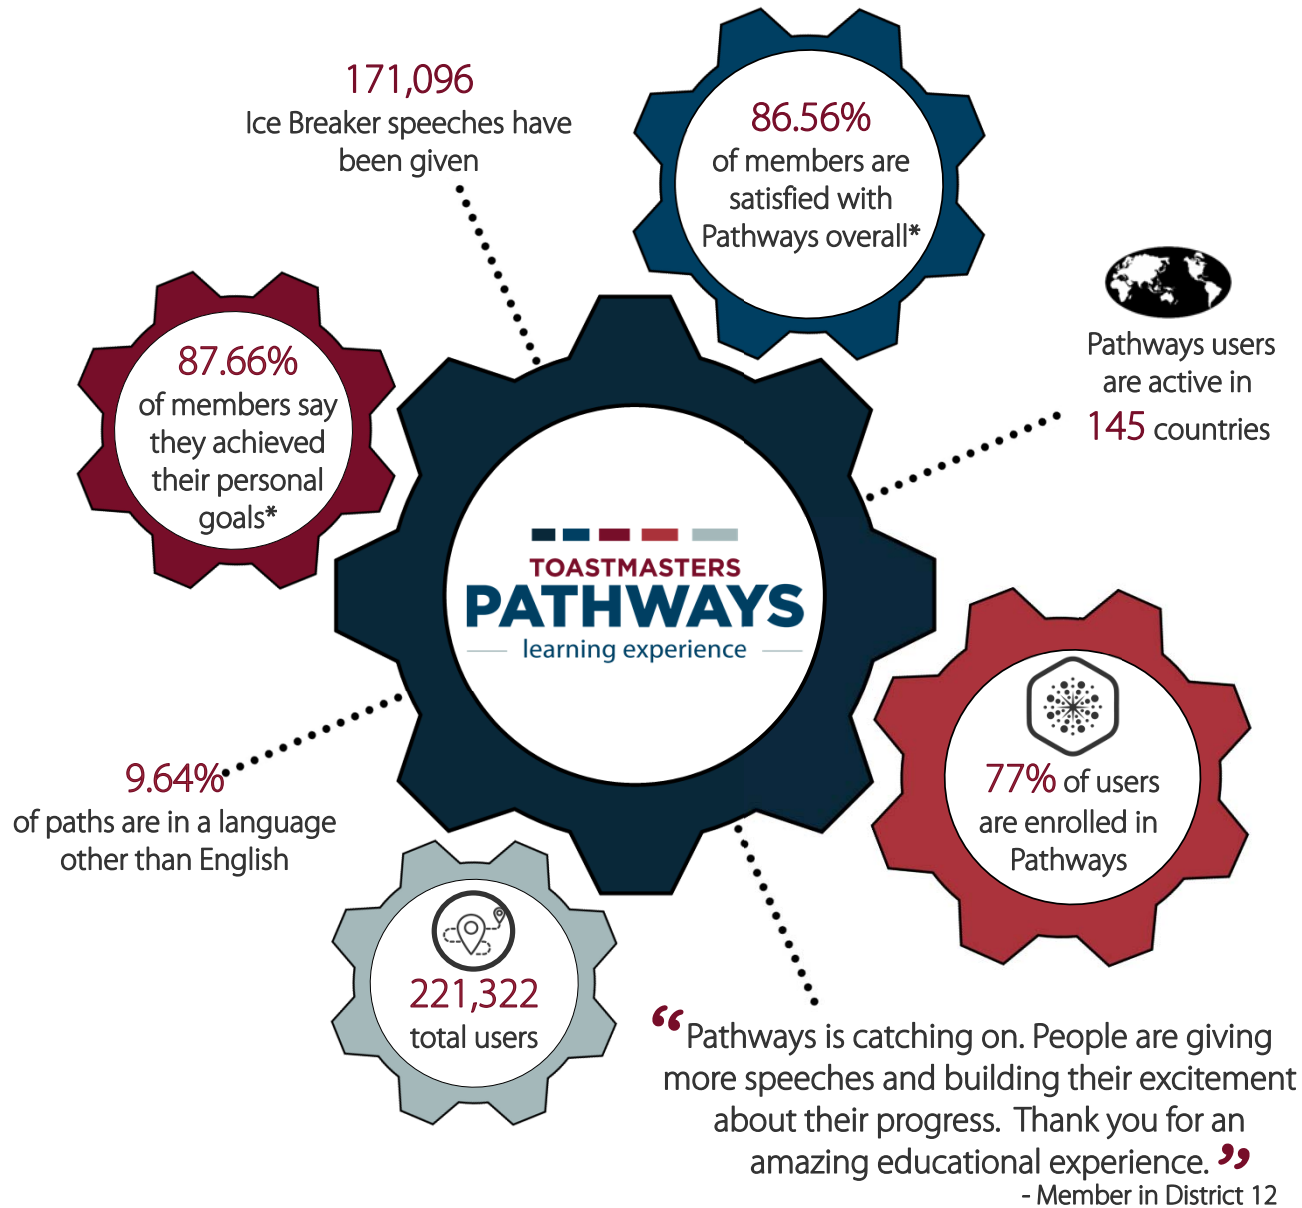 171,096
Ice Breaker speeches have
been given
86.56%
of members are
satisfied with
Pathways overall*
87.66%
of members say
they achieved
their personal
goals*
Pathways users
are active in
145 countries
TOASTMASTERS
PATHWAYS
learning experience
9.64%
of paths are in a language
other than English
77% of users
are enrolled in
Pathways
221,322
total users
“Pathways is catching on. People are giving
more speeches and building their excitement
about their progress.  Thank you for an
amazing educational experience.”
- Member in District 12